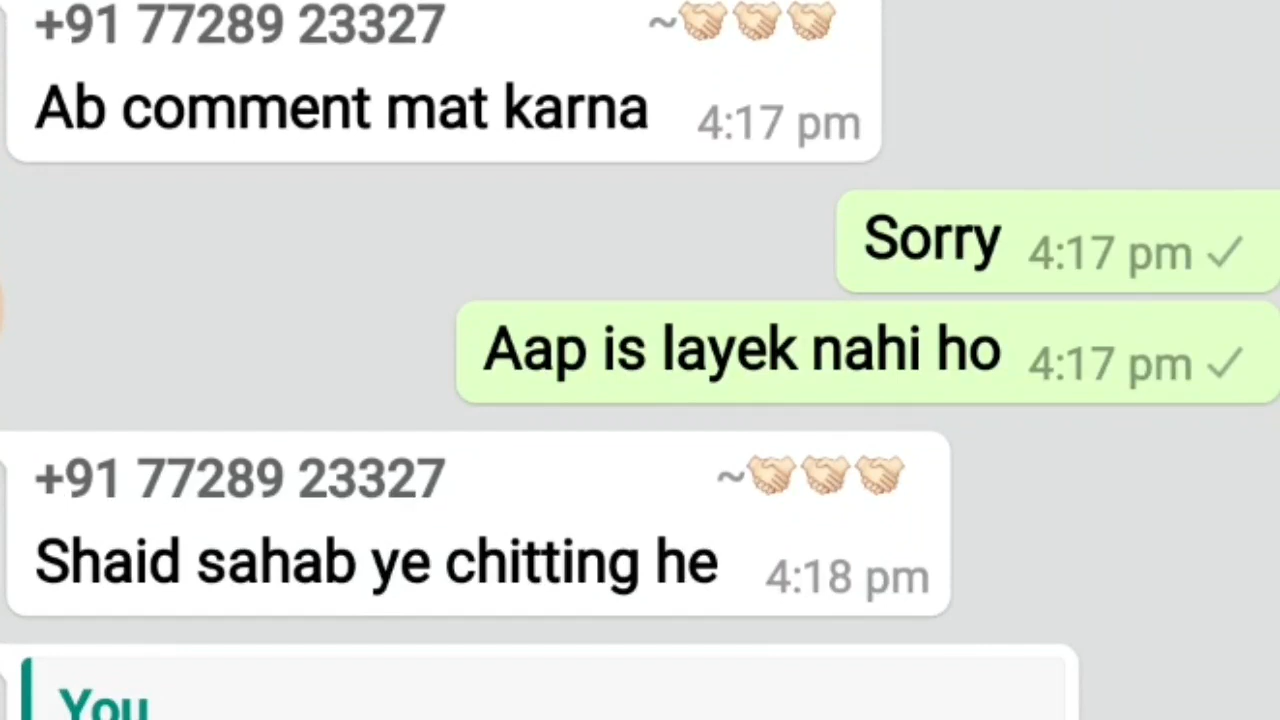 +91 77289 23327 ~🤝🏻🤝🏻🤝🏻
Ab comment mat karna 4:17 pm
Sorry 4:17 pm
Aap is layek nahi ho 4:17 pm
+91 77289 23327 ~🤝🏻🤝🏻🤝🏻
Shaid sahab ye chitting he 4:18 pm
You